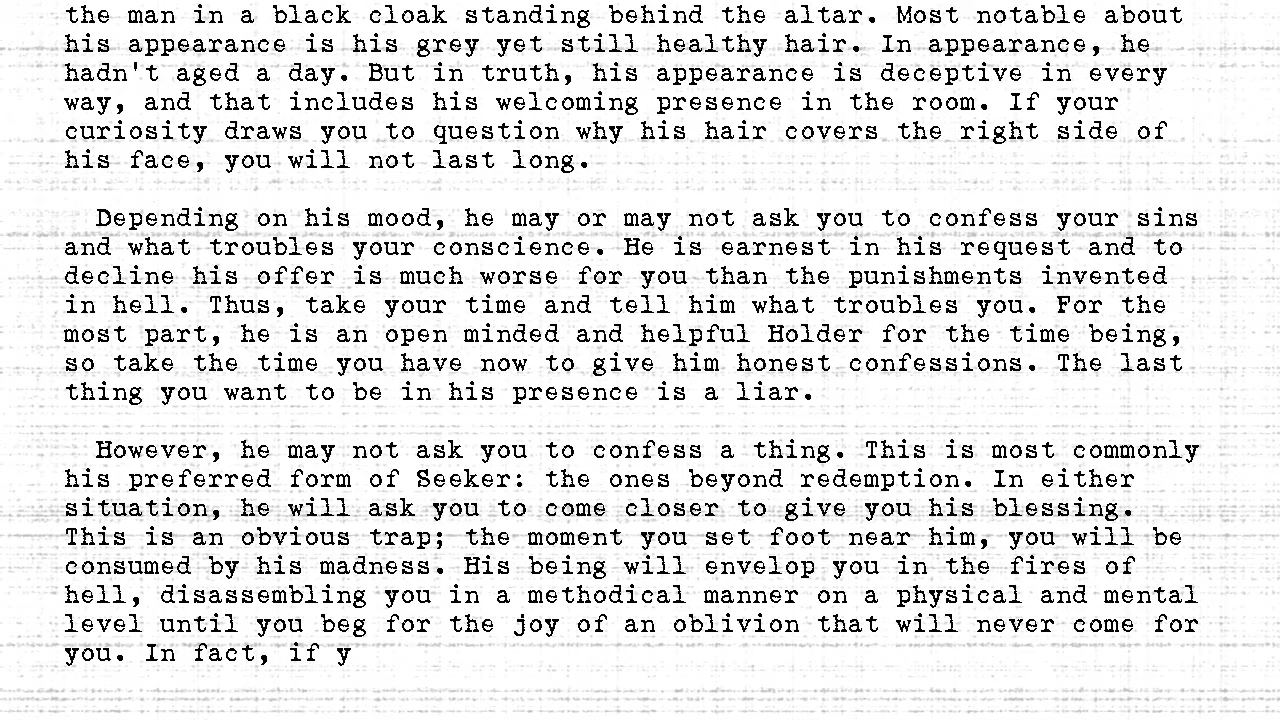 the man in a black cloak standing behind the altar. Most notable about
his appearance is his grey yet still healthy hair. In appearance, he
hadn't aged a day. But in truth, his appearance is deceptive in every
way, and that includes his welcoming presence in the room. If your
curiosity draws you to question why his hair covers the right side of
his face, you will not last long.
Depending on his mood, he may or may not ask you to confess your sins
and what troubles your conscience. He is earnest in his request and to
decline his offer is much worse for you than the punishments invented
in hell. Thus, take your time and tell him what troubles you. For the
most part, he is an open minded and helpful Holder for the time being,
so take the time you have now to give him honest confessions. The last
thing you want to be in his presence is a liar.
However, he may not ask you to confess a thing. This is most commonly
his preferred form of Seeker: the ones beyond redemption. In either
situation, he will ask you to come closer to give you his blessing.
This is an obvious trap; the moment you set foot near him, you will be
consumed by his madness. His being will envelop you in the fires of
hell, disassembling you in a methodical manner on a physical and mental
level until you beg for the joy of an oblivion that will never come for
you. In fact, if y